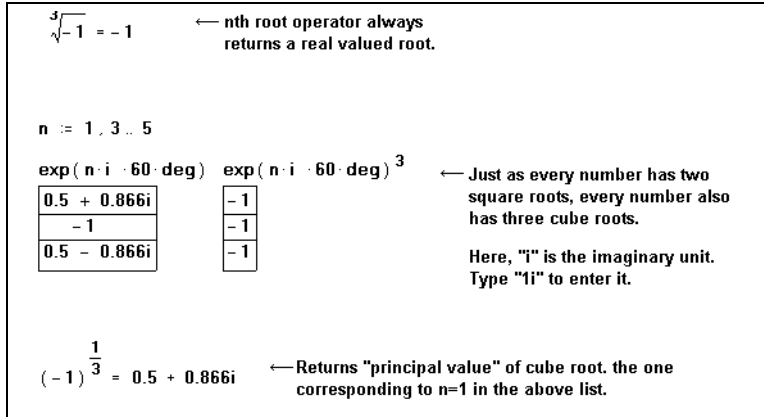 ∛-1 = -1 ← nth root operator always
returns a real valued root.
n := 1 , 3 .. 5
exp( n·i ·60·deg) exp( n·i ·60·deg)³ ← Just as every number has two
square roots, every number also
has three cube roots.
0.5 + 0.866i -1
-1 -1
0.5 - 0.866i -1
Here, "i" is the imaginary unit.
Type "1i" to enter it.
(-1)^(1/3) = 0.5 + 0.866i ← Returns "principal value" of cube root. the one
corresponding to n=1 in the above list.